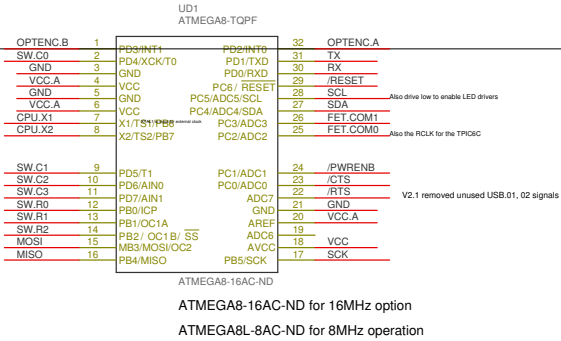 UD1
ATMEGA8-TQPF
OPTENC.B 1 PD3/INT1 PD2/INT0 32 OPTENC.A
SW.C0 2 PD4/XCK/T0 PD1/TXD 31 TX
GND 3 GND PD0/RXD 30 RX
VCC.A 4 VCC PC6/ RESET 29 /RESET
GND 5 GND PC5/ADC5/SCL 28 SCL Also drive low to enable LED drivers
VCC.A 6 VCC PC4/ADC4/SDA 27 SDA
CPU.X1 7 X1/TS1/PB6 PC3/ADC3 26 FET.COM1
CPU.X2 8 X2/TS2/PB7 PC2/ADC2 25 FET.COM0 Also the RCLK for the TPIC6C
SW.C1 9 PD5/T1 PC1/ADC1 24 /PWRENB
SW.C2 10 PD6/AIN0 PC0/ADC0 23 /CTS
SW.C3 11 PD7/AIN1 ADC7 22 /RTS V2.1 removed unused USB.01, 02 signals
SW.R0 12 PB0/ICP GND 21 GND
SW.R1 13 PB1/OC1A AREF 20 VCC.A
SW.R2 14 PB2/ OC1B/ SS ADC6 19
MOSI 15 MB3/MOSI/OC2 AVCC 18 VCC
MISO 16 PB4/MISO PB5/SCK 17 SCK
ATMEGA8-16AC-ND
ATMEGA8-16AC-ND for 16MHz option
ATMEGA8L-8AC-ND for 8MHz operation